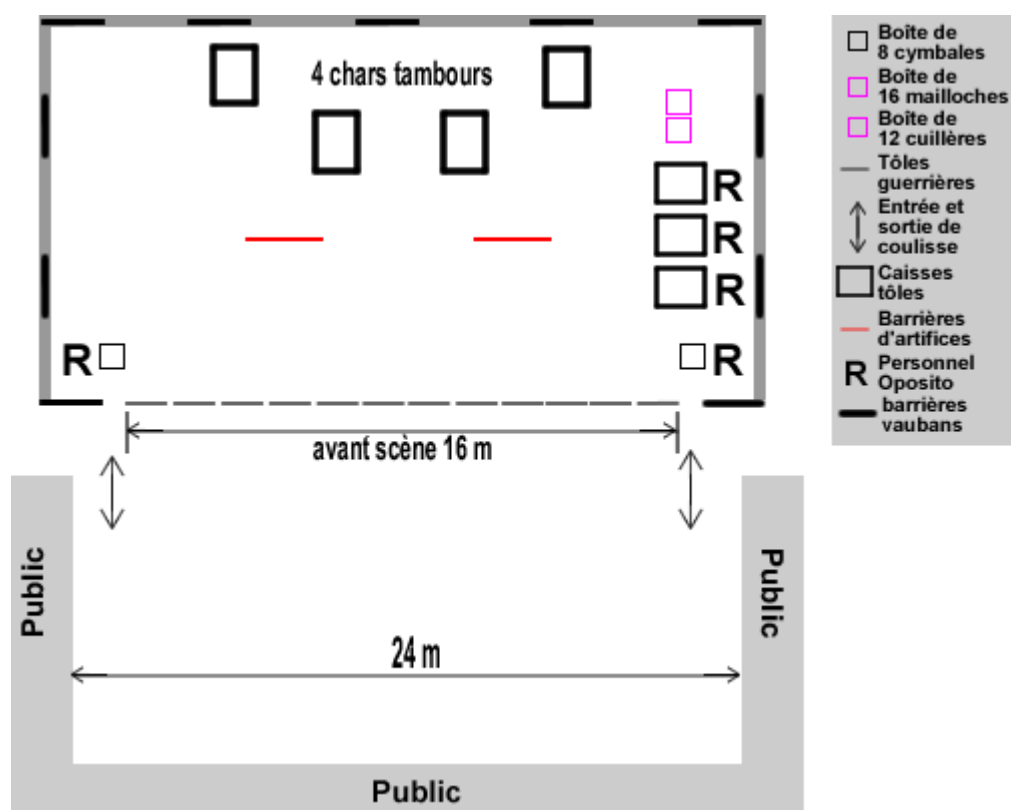 4 chars tambours
R
R
R
R
R
avant scène 16 m
Public
Public
24 m
Public
Boîte de
8 cymbales
Boîte de
16 mailloches
Boîte de
12 cuillères
Tôles
guerrières
Entrée et
sortie de
coulisse
Caisses
tôles
Barrières
d'artifices
R
Personnel
Oposito
barrières
vaubans